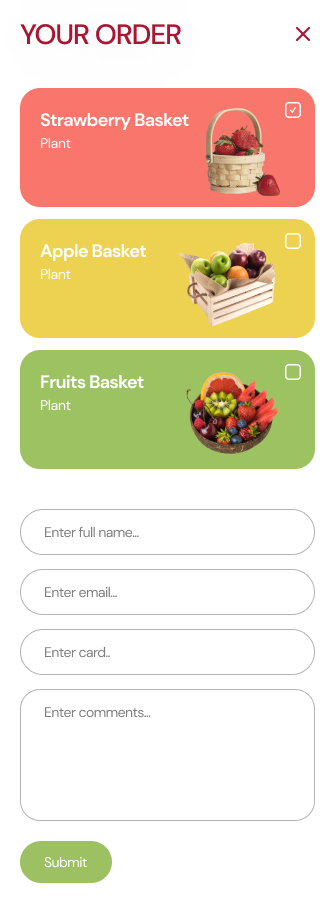 YOUR ORDER
Strawberry Basket
Plant
Apple Basket
Plant
Fruits Basket
Plant
Enter full name...
Enter email...
Enter card..
Enter comments...
Submit